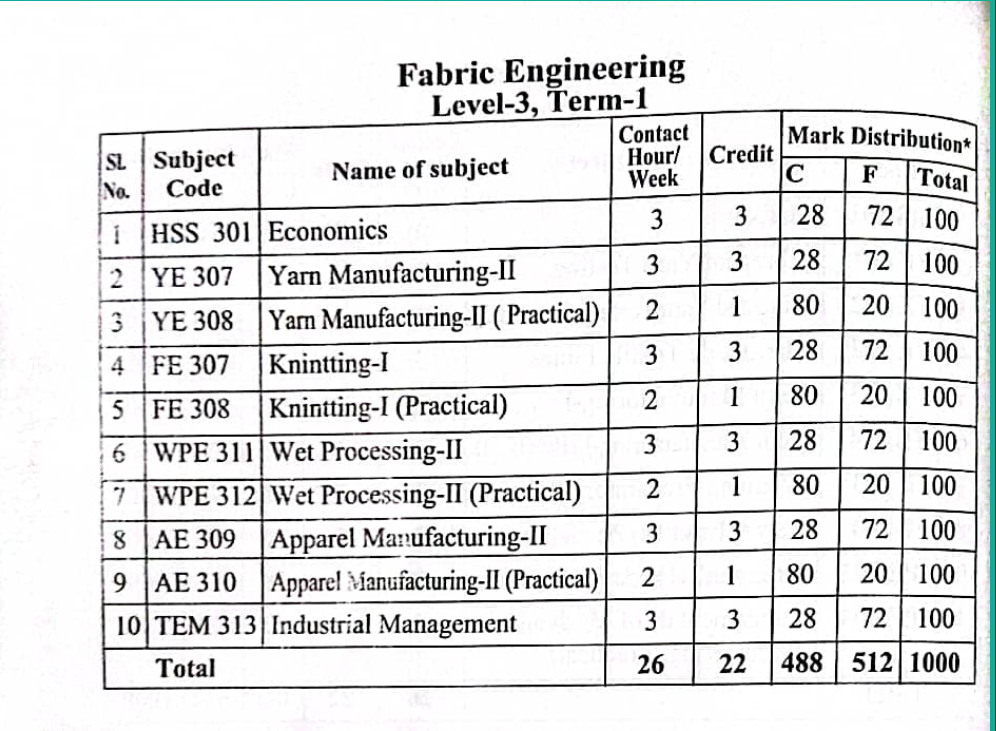 Fabric Engineering
Level-3, Term-1
SL No. Subject Code Name of subject Contact Hour/ Week Credit Mark Distribution*
C F Total
1 HSS 301 Economics 3 3 28 72 100
2 YE 307 Yarn Manufacturing-II 3 3 28 72 100
3 YE 308 Yarn Manufacturing-II ( Practical) 2 1 80 20 100
4 FE 307 Knintting-I 3 3 28 72 100
5 FE 308 Knintting-I (Practical) 2 1 80 20 100
6 WPE 311 Wet Processing-II 3 3 28 72 100
7 WPE 312 Wet Processing-II (Practical) 2 1 80 20 100
8 AE 309 Apparel Manufacturing-II 3 3 28 72 100
9 AE 310 Apparel Manufacturing-II (Practical) 2 1 80 20 100
10 TEM 313 Industrial Management 3 3 28 72 100
Total 26 22 488 512 1000